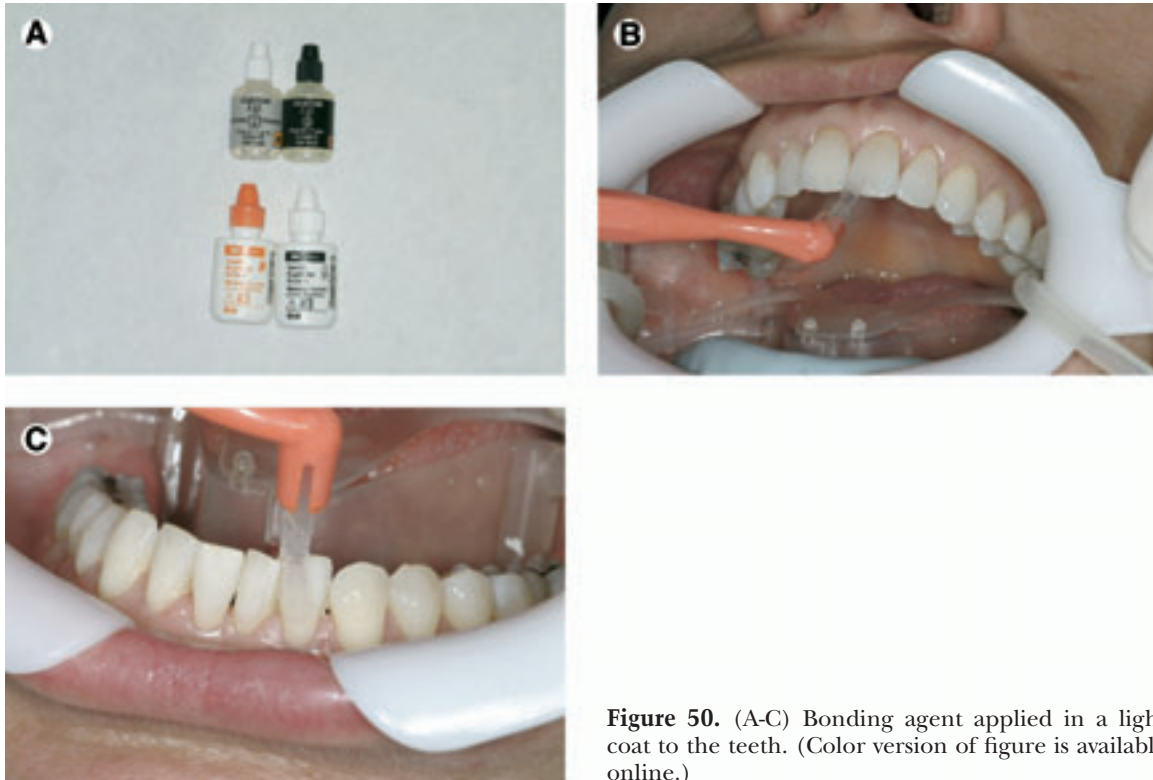 A
B
C
Figure 50. (A-C) Bonding agent applied in a ligh
coat to the teeth. (Color version of figure is availabl
online.)